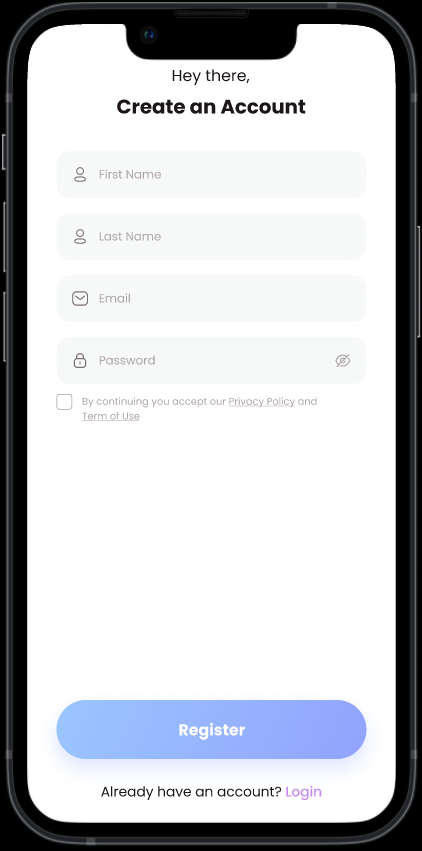 Hey there,
Create an Account
First Name
Last Name
Email
Password
By continuing you accept our Privacy Policy and
Term of Use
Register
Already have an account? Login